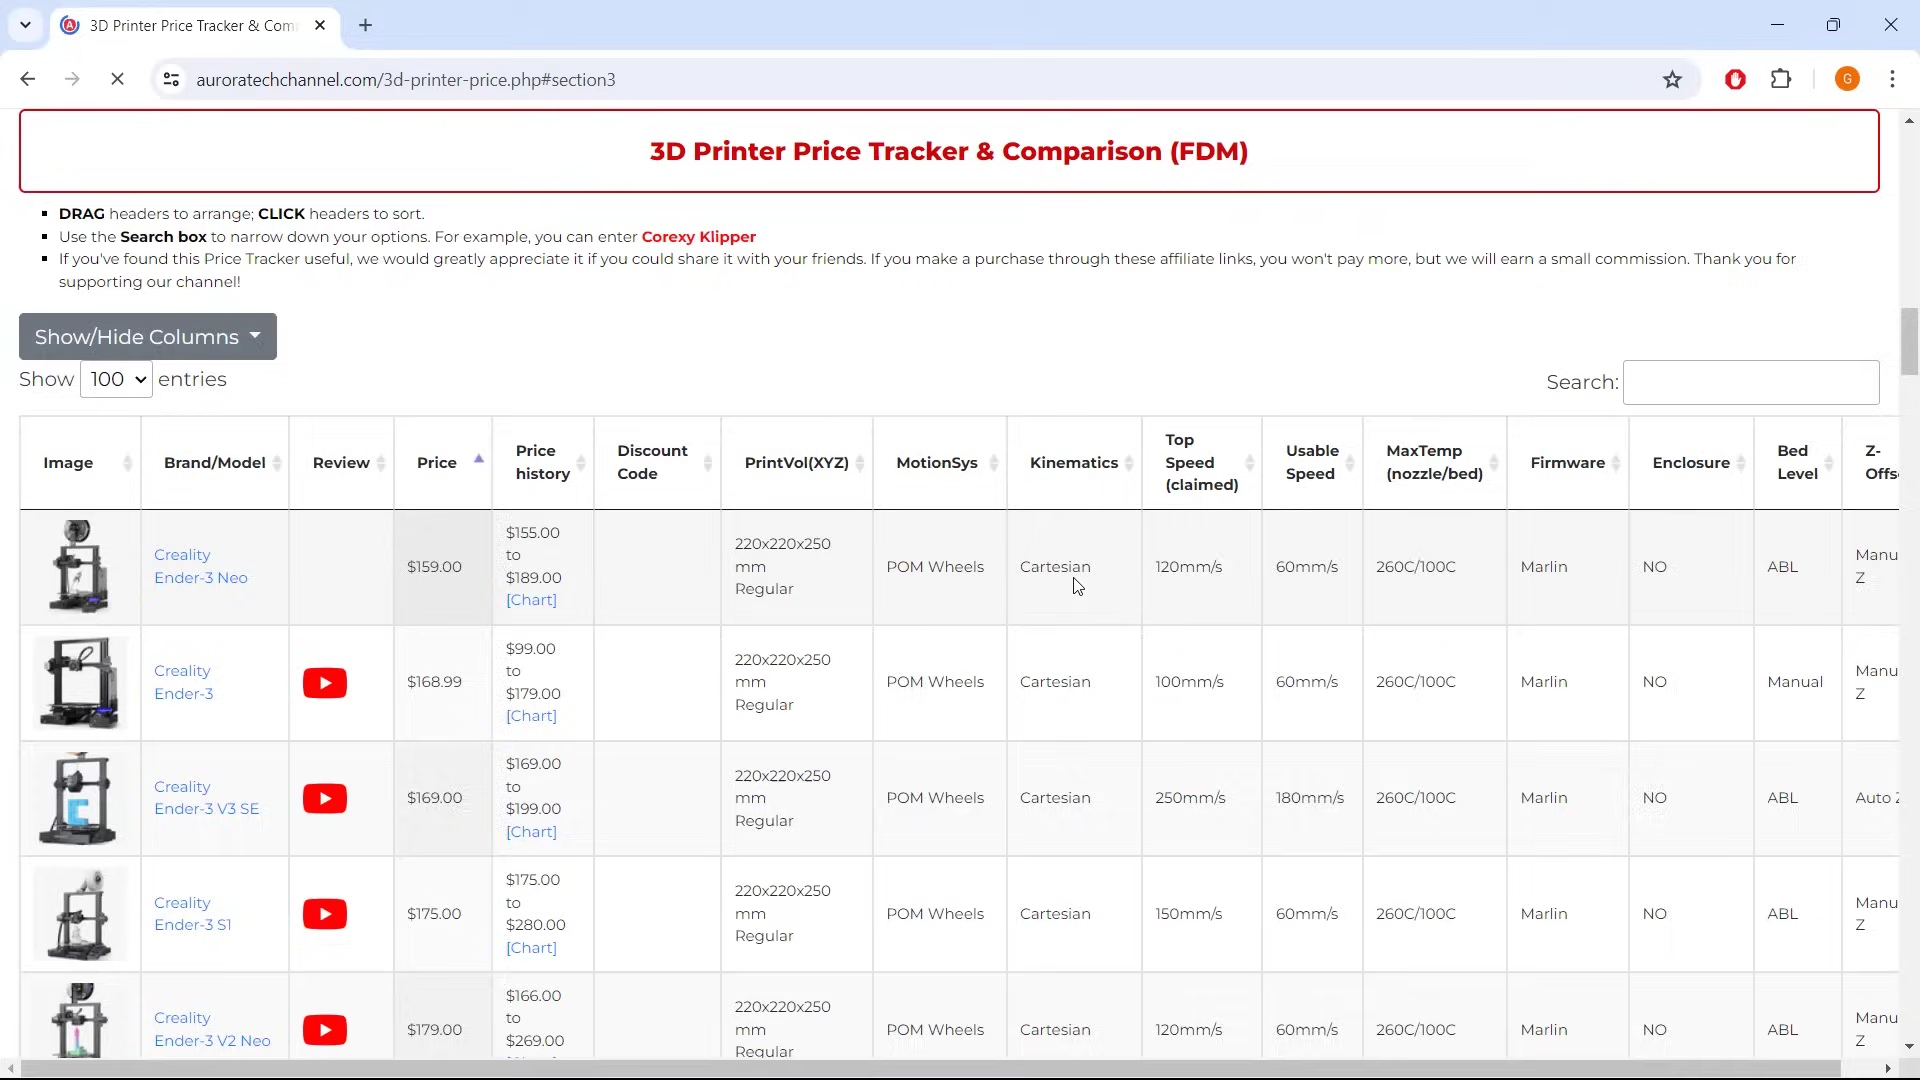 3D Printer Price Tracker & Com
auroratechchannel.com/3d-printer-price.php#section3
G
3D Printer Price Tracker & Comparison (FDM)
DRAG headers to arrange; CLICK headers to sort.
Use the Search box to narrow down your options. For example, you can enter Corexy Klipper
If you've found this Price Tracker useful, we would greatly appreciate it if you could share it with your friends. If you make a purchase through these affiliate links, you won't pay more, but we will earn a small commission. Thank you for
supporting our channel!
Show/Hide Columns
Show 100 entries
Search:
Image
Brand/Model
Review
Price
Price
history
Discount
Code
PrintVol(XYZ)
MotionSys
Kinematics
Top
Speed
(claimed)
Usable
Speed
MaxTemp
(nozzle/bed)
Firmware
Enclosure
Bed
Level
Z-
Offs
Creality
Ender-3 Neo
$159.00
$155.00
to
$189.00
[Chart]
220x220x250
mm
Regular
POM Wheels
Cartesian
120mm/s
60mm/s
260C/100C
Marlin
NO
ABL
Manu
Z
Creality
Ender-3
$168.99
$99.00
to
$179.00
[Chart]
220x220x250
mm
Regular
POM Wheels
Cartesian
100mm/s
60mm/s
260C/100C
Marlin
NO
Manual
Manu
Z
Creality
Ender-3 V3 SE
$169.00
$169.00
to
$199.00
[Chart]
220x220x250
mm
Regular
POM Wheels
Cartesian
250mm/s
180mm/s
260C/100C
Marlin
NO
ABL
Auto Z
Creality
Ender-3 S1
$175.00
$175.00
to
$280.00
[Chart]
220x220x250
mm
Regular
POM Wheels
Cartesian
150mm/s
60mm/s
260C/100C
Marlin
NO
ABL
Manu
Z
Creality
Ender-3 V2 Neo
$179.00
$166.00
to
$269.00
220x220x250
mm
Regular
POM Wheels
Cartesian
120mm/s
60mm/s
260C/100C
Marlin
NO
ABL
Manu
Z